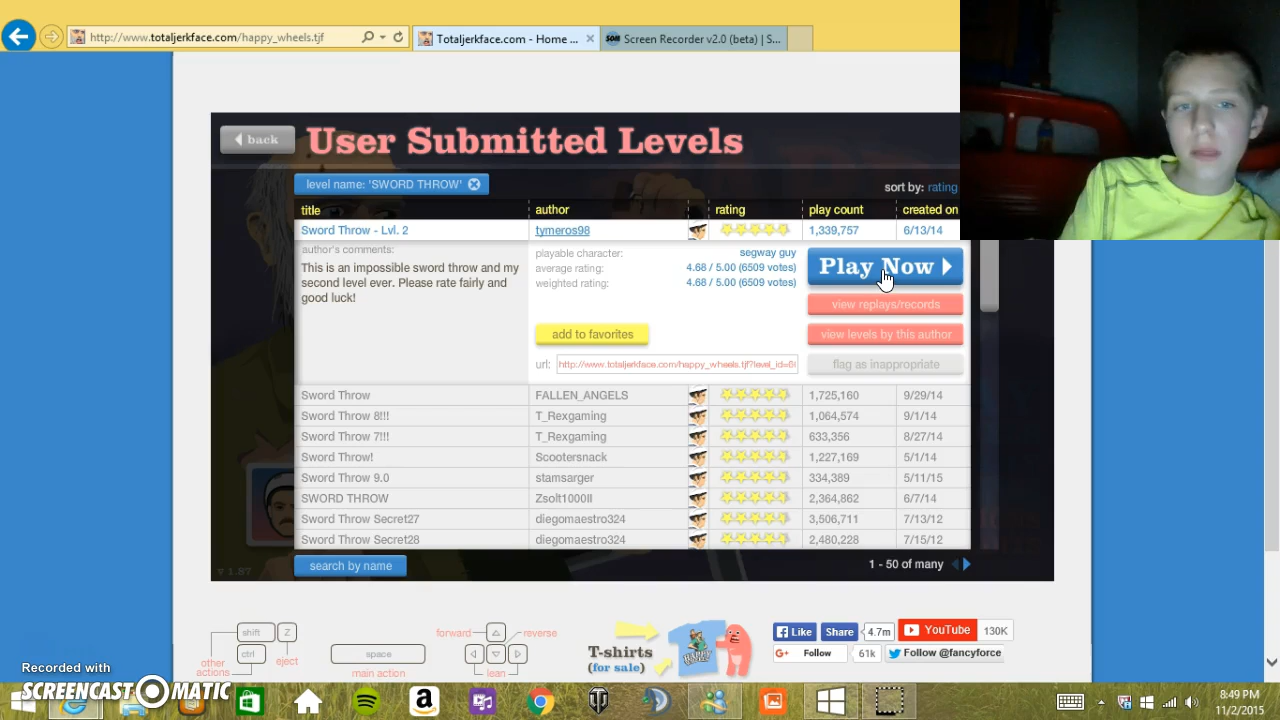 http://www.totaljerkface.com/happy_wheels.tjf
Totaljerkface.com - Home ...
Screen Recorder v2.0 (beta) | S...
back
User Submitted Levels
level name: 'SWORD THROW'
sort by: rating
title author rating play count created on
Sword Throw - Lvl. 2 tymeros98 1,339,757 6/13/14
author's comments:
This is an impossible sword throw and my
second level ever. Please rate fairly and
good luck!
playable character: segway guy
average rating: 4.68 / 5.00 (6509 votes)
weighted rating: 4.68 / 5.00 (6509 votes)
add to favorites
url: http://www.totaljerkface.com/happy_wheels.tjf?level_id=6
Play Now
view replays/records
view levels by this author
flag as inappropriate
Sword Throw FALLEN_ANGELS 1,725,160 9/29/14
Sword Throw 8!!! T_Rexgaming 1,064,574 9/1/14
Sword Throw 7!!! T_Rexgaming 633,356 8/27/14
Sword Throw! Scootersnack 1,227,169 5/1/14
Sword Throw 9.0 stamsarger 334,389 5/11/15
SWORD THROW Zsolt1000II 2,364,862 6/7/14
Sword Throw Secret27 diegomaestro324 3,506,711 7/13/12
Sword Throw Secret28 diegomaestro324 2,480,228 7/15/12
▼ 1.87
search by name
1 - 50 of many
shift Z
ctrl eject
other
actions
space
main action
forward reverse
lean
T-shirts
(for sale)
Like Share 4.7m
YouTube 130K
G+ Follow 61k
Follow @fancyforce
Recorded with
SCREENCAST-O-MATIC
8:49 PM
11/2/2015